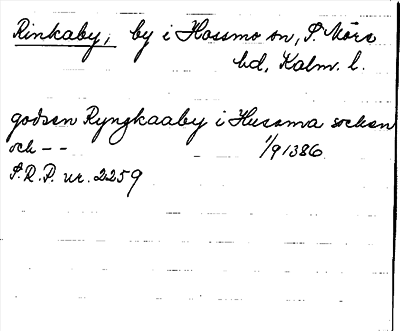 Rinkaby, by i Hossmo sn, S. Möre
hd, Kalm. l.
godsen Ryngkaaby i Hussma socken
och - - 1/9 1386
S.R.P. nr. 2259